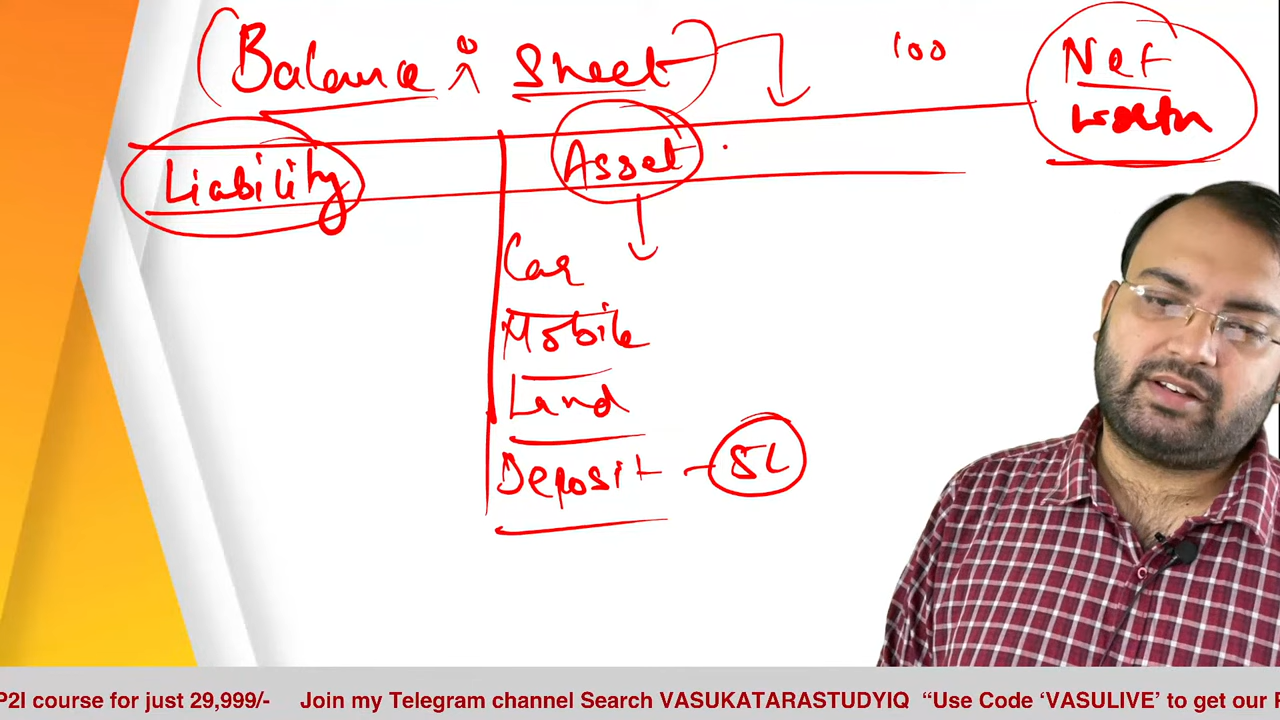 Balance Sheet
100
Net
worth
Liability
Asset
Car
Mobile
Land
Deposit - 5L
P2I course for just 29,999/- Join my Telegram channel Search VASUKATARASTUDYIQ “Use Code ‘VASULIVE’ to get our